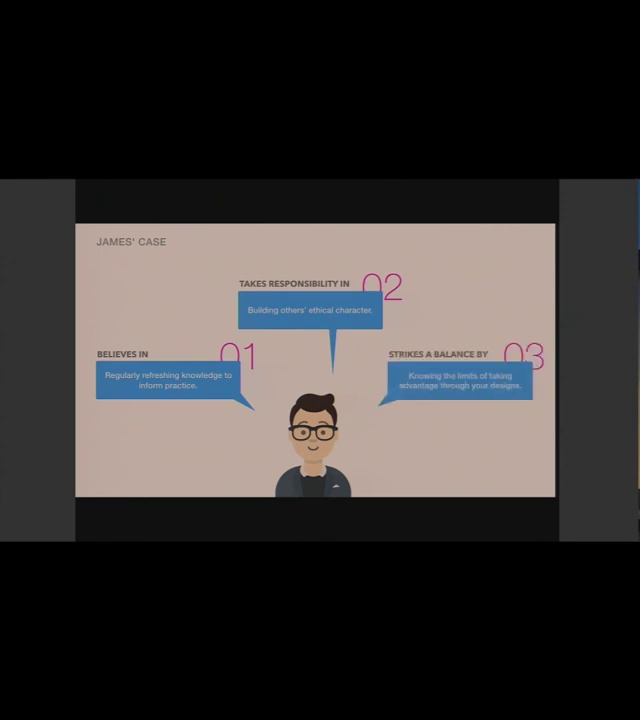 JAMES' CASE
TAKES RESPONSIBILITY IN 02
Building others' ethical character.
BELIEVES IN 01
Regularly refreshing knowledge to
inform practice.
STRIKES A BALANCE BY 03
Knowing the limits of taking
advantage through your designs.